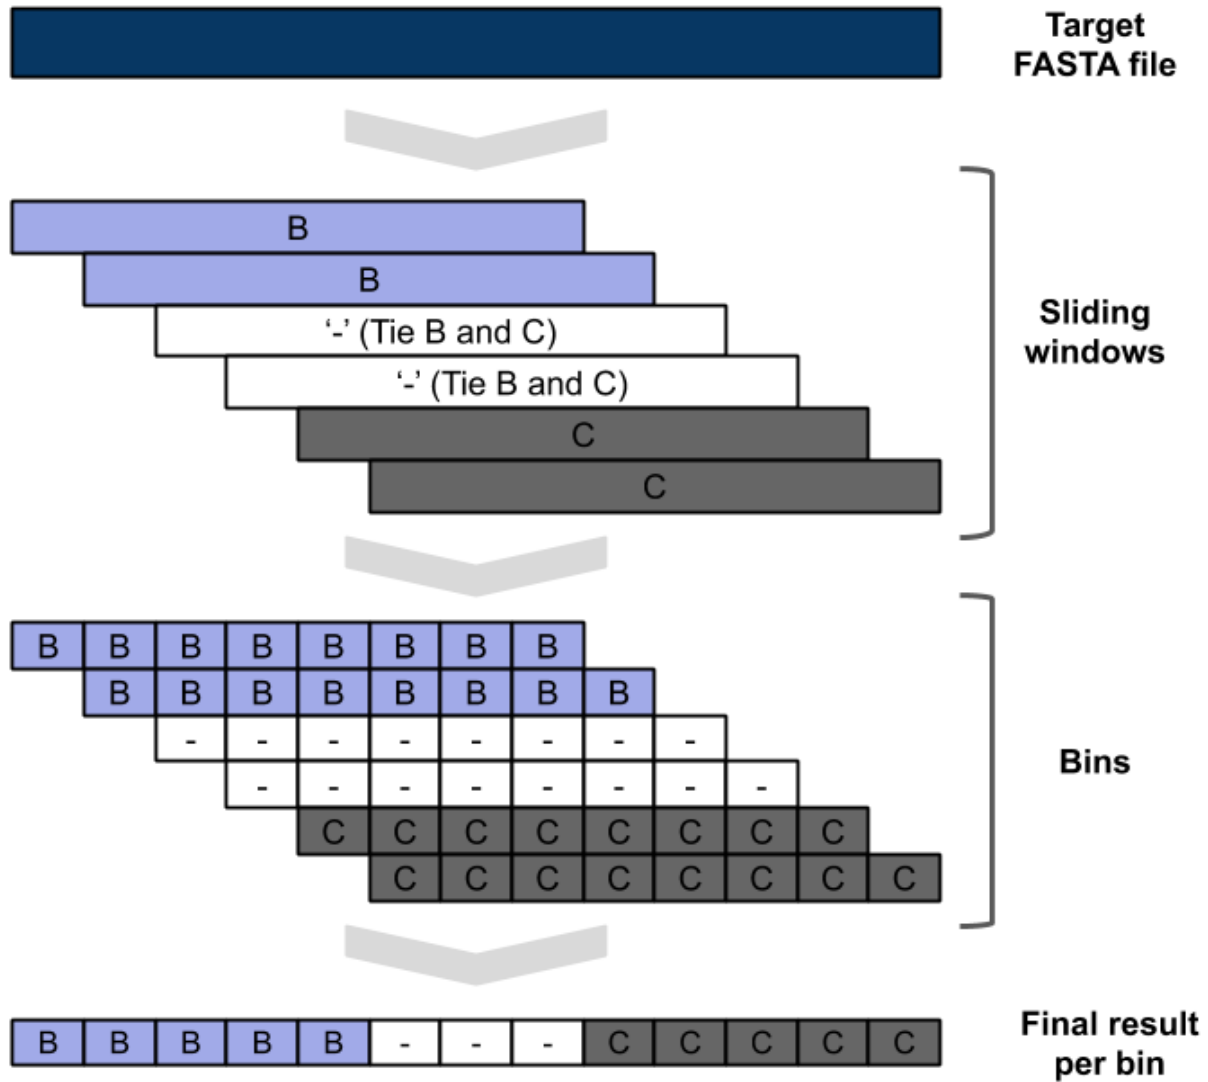 Target
FASTA file
B
B
‘-’ (Tie B and C)
‘-’ (Tie B and C)
C
C
Sliding
windows
B B B B B B B B
B B B B B B B B
- - - - - - - -
- - - - - - - -
C C C C C C C C
C C C C C C C C
Bins
B B B B B - - - C C C C C
Final result
per bin